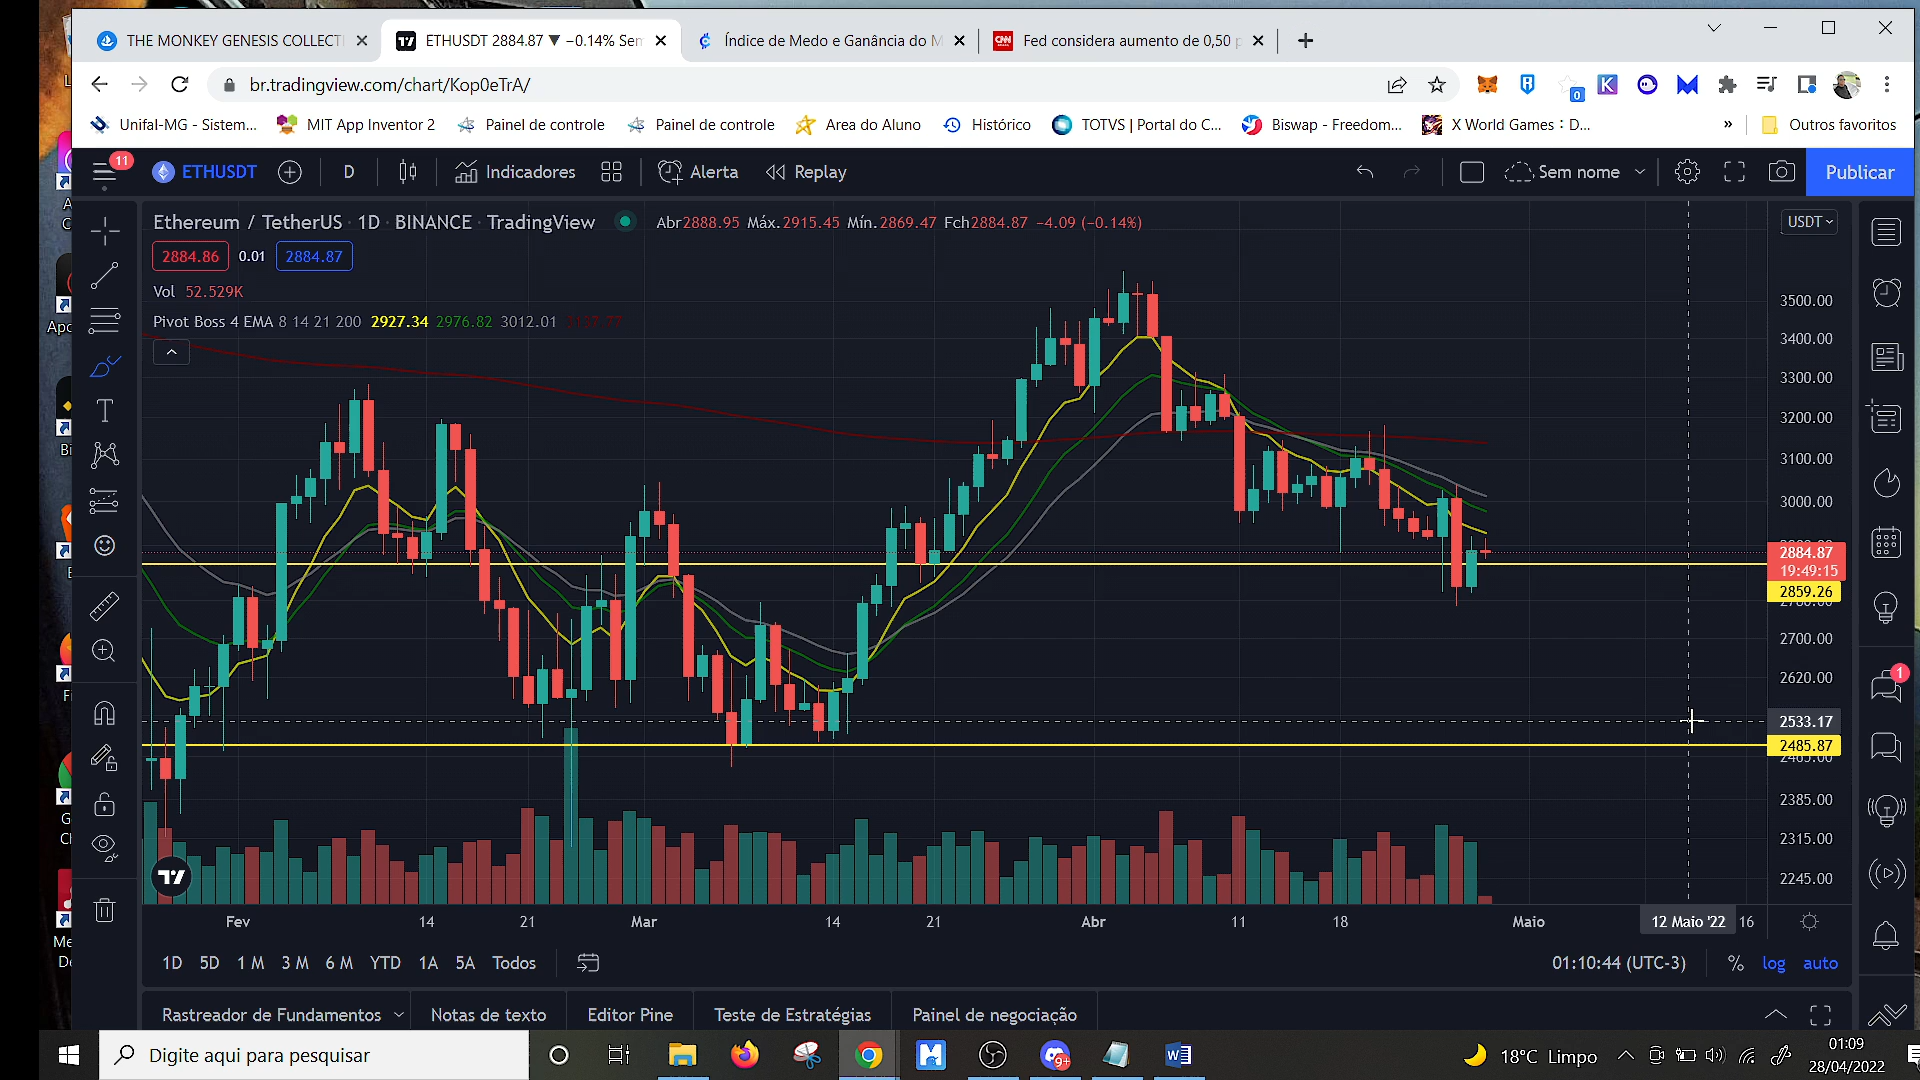 THE MONKEY GENESIS COLLECT
ETHUSDT 2884.87 ▼ −0.14% Sem
Índice de Medo e Ganância do M
CNN Fed considera aumento de 0,50 p
br.tradingview.com/chart/Kop0eTrA/
0
K
Unifal-MG - Sistem...
MIT App Inventor 2
Painel de controle
Painel de controle
Area do Aluno
Histórico
TOTVS | Portal do C...
Biswap - Freedom...
X World Games : D...
»
Outros favoritos
11
ETHUSDT
D
Indicadores
Alerta
Replay
Sem nome
Publicar
Ethereum / TetherUS · 1D · BINANCE · TradingView
Abr2888.95 Máx.2915.45 Mín.2869.47 Fch2884.87 −4.09 (−0.14%)
USDT
2884.86 0.01 2884.87
Vol 52.529K
Pivot Boss 4 EMA 8 14 21 200 2927.34 2976.82 3012.01
3500.00
3400.00
3300.00
3200.00
3100.00
3000.00
2884.87
19:49:15
2859.26
2700.00
2620.00
2533.17
2485.87
2385.00
2315.00
2245.00
1
Fev 14 21 Mar 14 21 Abr 11 18 Maio 12 Maio '22 16
1D 5D 1 M 3 M 6 M YTD 1A 5A Todos
01:10:44 (UTC-3) % log auto
Rastreador de Fundamentos
Notas de texto
Editor Pine
Teste de Estratégias
Painel de negociação
Digite aqui para pesquisar
9+
18°C Limpo
01:09
28/04/2022